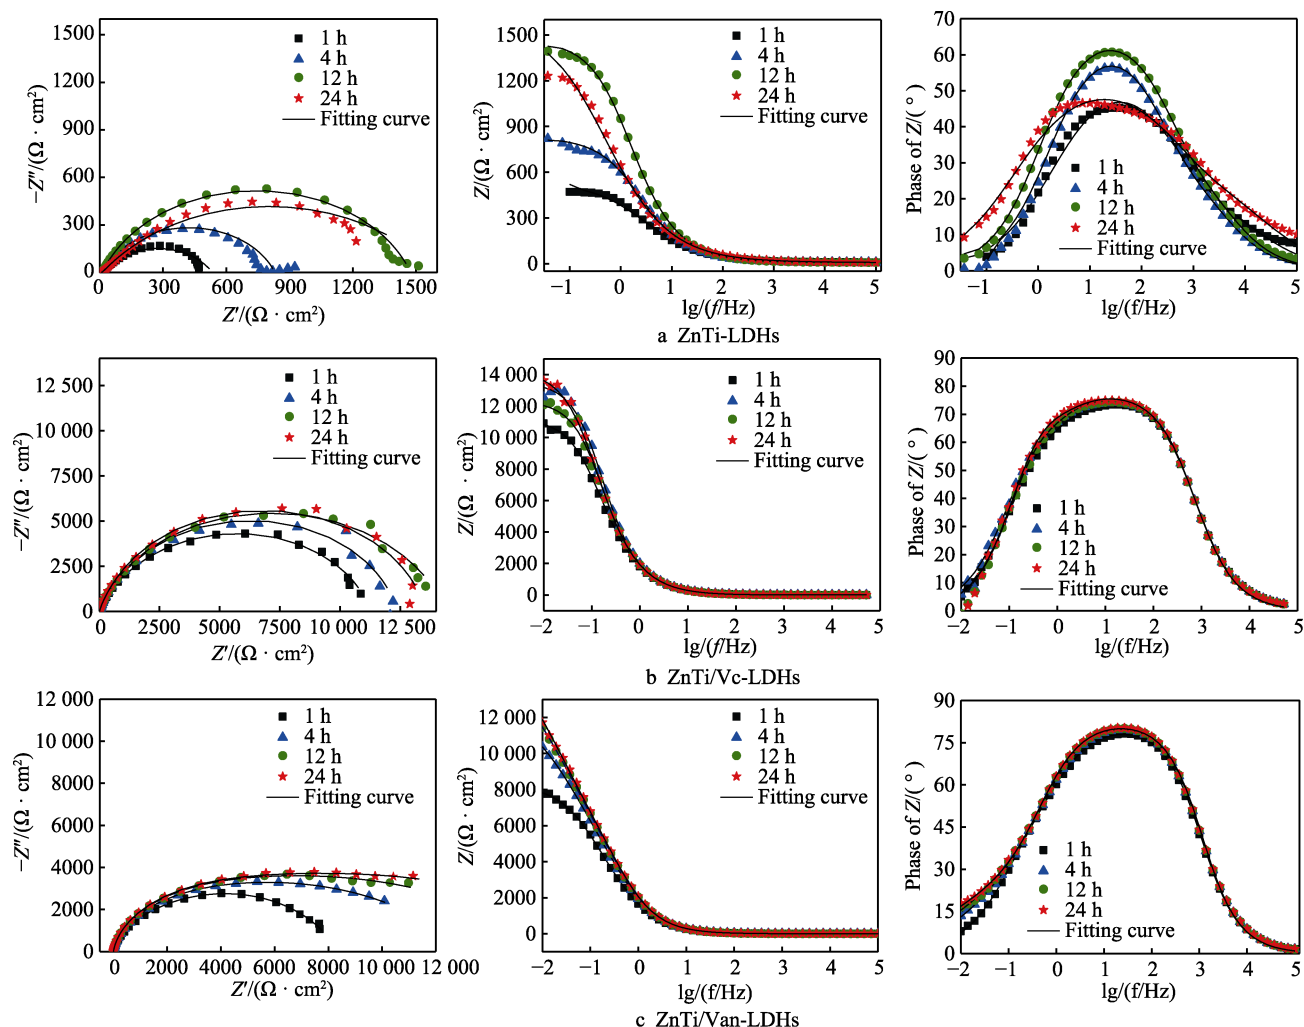 1500
1200
900
600
300
0
−Z″/(Ω · cm²)
1 h
4 h
12 h
24 h
Fitting curve
0 300 600 900 1200 1500
Z′/(Ω · cm²)
1500
1200
900
600
300
0
Z/(Ω · cm²)
1 h
4 h
12 h
24 h
Fitting curve
−1 0 1 2 3 4 5
lg/(f/Hz)
70
60
50
40
30
20
10
0
Phase of Z/( ° )
1 h
4 h
12 h
24 h
Fitting curve
−1 0 1 2 3 4 5
lg/(f/Hz)
a ZnTi-LDHs
12 500
10 000
7500
5000
2500
0
−Z″/(Ω · cm²)
1 h
4 h
12 h
24 h
Fitting curve
0 2500 5000 7500 10 000 12 500
Z′/(Ω · cm²)
14 000
12 000
10 000
8000
6000
4000
2000
0
Z/(Ω · cm²)
1 h
4 h
12 h
24 h
Fitting curve
−2 −1 0 1 2 3 4 5
lg/(f/Hz)
90
80
70
60
50
40
30
20
10
0
Phase of Z/( ° )
1 h
4 h
12 h
24 h
Fitting curve
−2 −1 0 1 2 3 4 5
lg/(f/Hz)
b ZnTi/Vc-LDHs
12 000
10 000
8000
6000
4000
2000
0
−Z″/(Ω · cm²)
1 h
4 h
12 h
24 h
Fitting curve
0 2000 4000 6000 8000 10 000 12 000
Z′/(Ω · cm²)
12 000
10 000
8000
6000
4000
2000
0
Z/(Ω · cm²)
1 h
4 h
12 h
24 h
Fitting curve
−2 −1 0 1 2 3 4 5
lg/(f/Hz)
90
75
60
45
30
15
0
Phase of Z/( ° )
1 h
4 h
12 h
24 h
Fitting curve
−2 −1 0 1 2 3 4 5
lg/(f/Hz)
c ZnTi/Van-LDHs